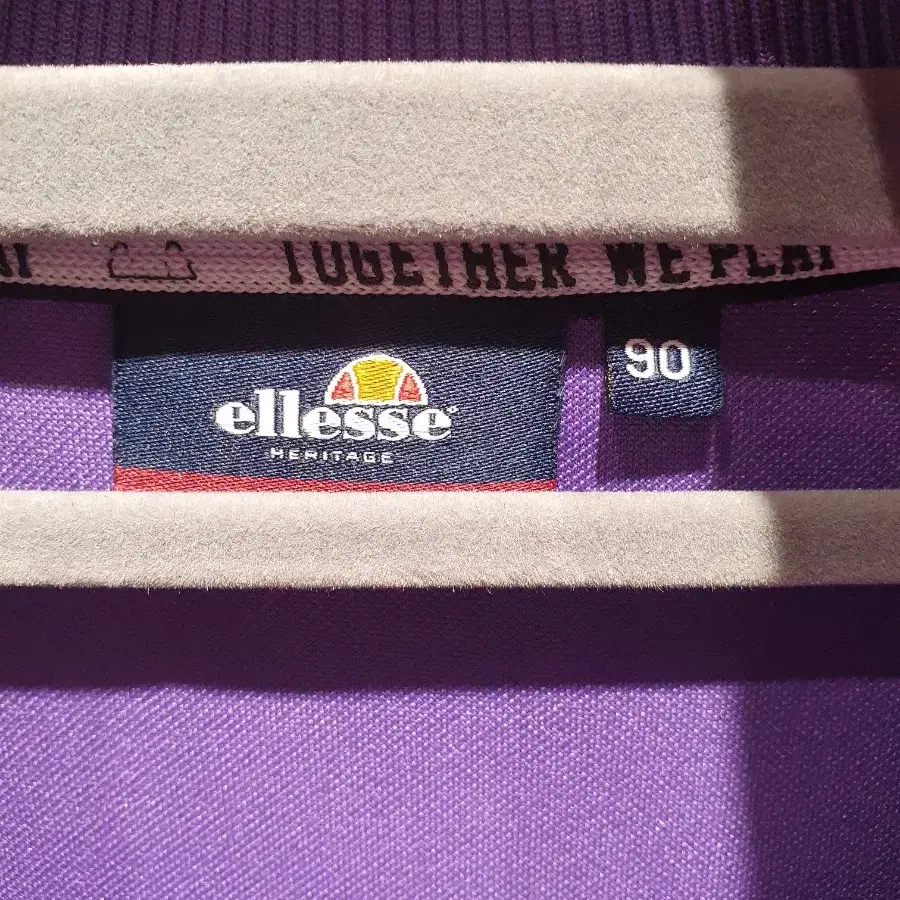 TOGETHER WE PLAY
ellesse
HERITAGE
90